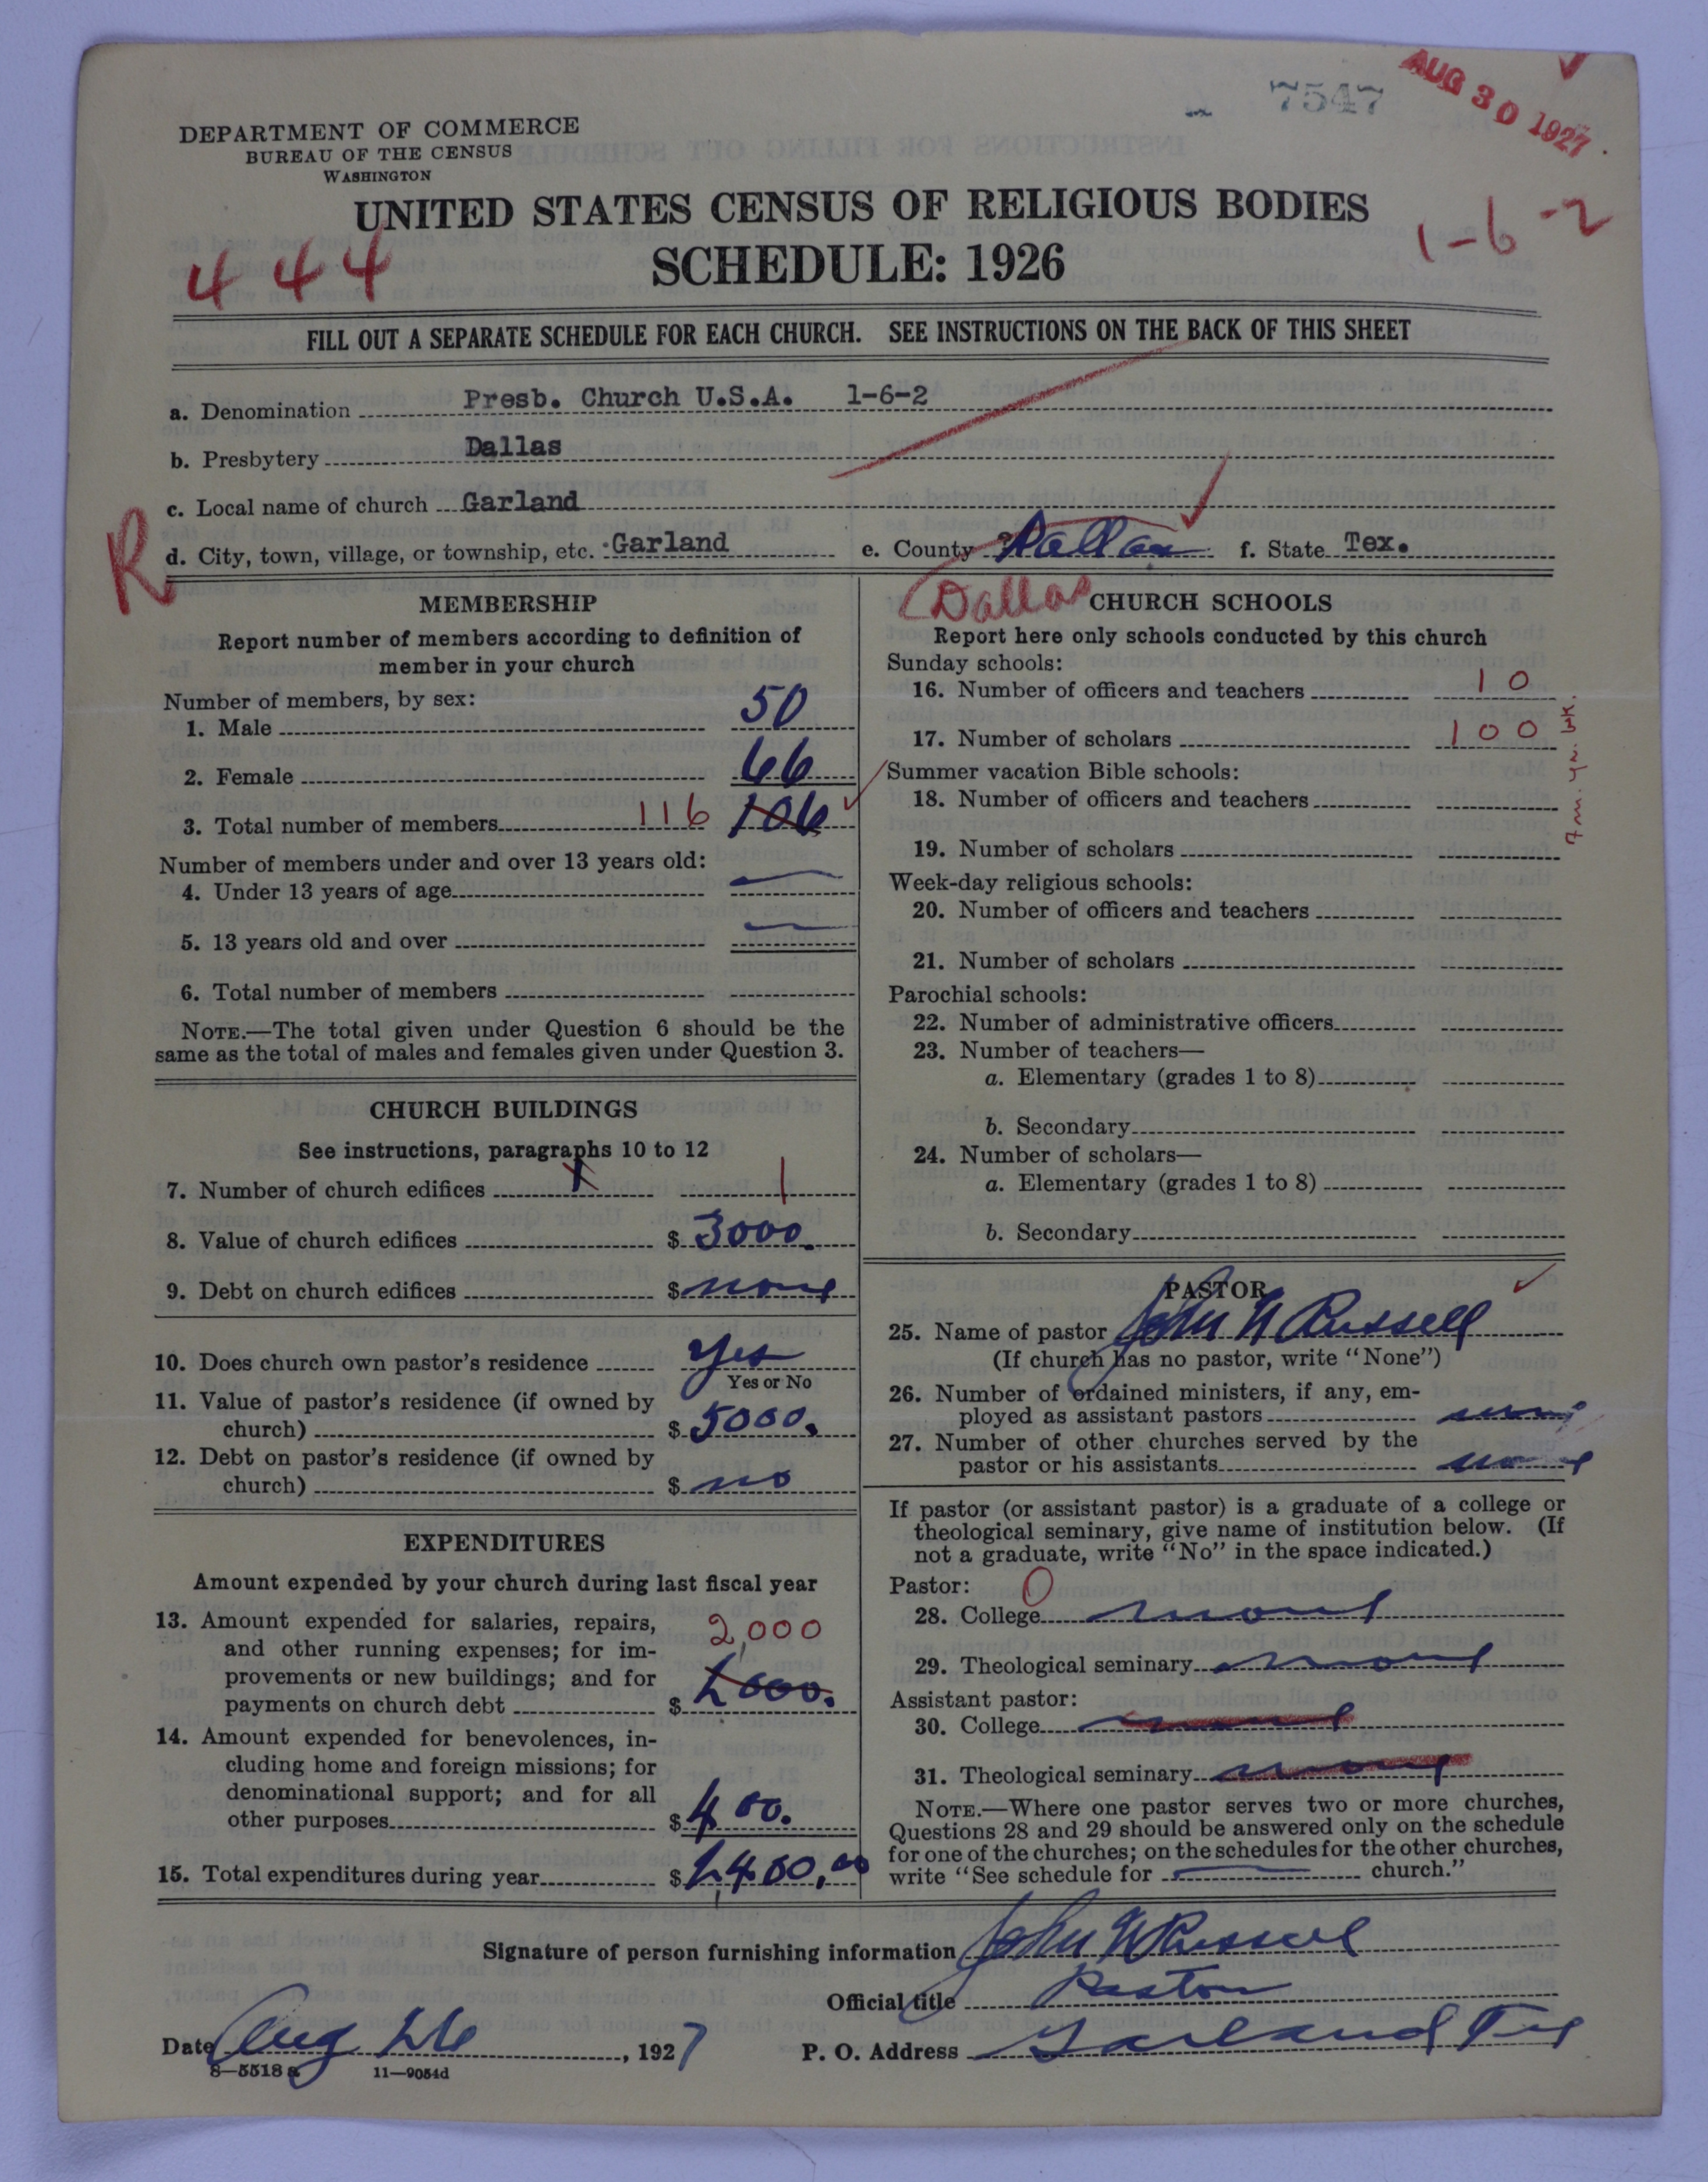 7547
AUG 30 1927
DEPARTMENT OF COMMERCE
BUREAU OF THE CENSUS
WASHINGTON
UNITED STATES CENSUS OF RELIGIOUS BODIES
SCHEDULE: 1926
444
1-6-2
FILL OUT A SEPARATE SCHEDULE FOR EACH CHURCH. SEE INSTRUCTIONS ON THE BACK OF THIS SHEET
a. Denomination Presb. Church U.S.A. 1-6-2
b. Presbytery Dallas
c. Local name of church Garland
R
d. City, town, village, or township, etc. Garland e. County Dallas f. State Tex.
Dallas
MEMBERSHIP
Report number of members according to definition of
member in your church
Number of members, by sex:
1. Male 50
2. Female 66
3. Total number of members 116 106
Number of members under and over 13 years old:
4. Under 13 years of age
5. 13 years old and over
6. Total number of members
NOTE.—The total given under Question 6 should be the
same as the total of males and females given under Question 3.
CHURCH BUILDINGS
See instructions, paragraphs 10 to 12
7. Number of church edifices 1 1
8. Value of church edifices $ 3000.
9. Debt on church edifices $ none
10. Does church own pastor's residence Yes
Yes or No
11. Value of pastor's residence (if owned by
church) $ 5000.
12. Debt on pastor's residence (if owned by
church) $ no
EXPENDITURES
Amount expended by your church during last fiscal year
13. Amount expended for salaries, repairs,
and other running expenses; for im-
provements or new buildings; and for
payments on church debt $ 2000.
2,000
14. Amount expended for benevolences, in-
cluding home and foreign missions; for
denominational support; and for all
other purposes $ 400.
15. Total expenditures during year $ 2,400.00
CHURCH SCHOOLS
Report here only schools conducted by this church
Sunday schools:
16. Number of officers and teachers 10
17. Number of scholars 100
Summer vacation Bible schools:
18. Number of officers and teachers
19. Number of scholars
Week-day religious schools:
20. Number of officers and teachers
21. Number of scholars
Parochial schools:
22. Number of administrative officers
23. Number of teachers—
a. Elementary (grades 1 to 8)
b. Secondary
24. Number of scholars—
a. Elementary (grades 1 to 8)
b. Secondary
PASTOR
25. Name of pastor John W Russell
(If church has no pastor, write "None")
26. Number of ordained ministers, if any, em-
ployed as assistant pastors none
27. Number of other churches served by the
pastor or his assistants none
If pastor (or assistant pastor) is a graduate of a college or
theological seminary, give name of institution below. (If
not a graduate, write "No" in the space indicated.)
Pastor: 0
28. College none
29. Theological seminary none
Assistant pastor:
30. College none
31. Theological seminary none
NOTE.—Where one pastor serves two or more churches,
Questions 28 and 29 should be answered only on the schedule
for one of the churches; on the schedules for the other churches,
write "See schedule for church."
Signature of person furnishing information John W Russell
Official title Pastor
Date Aug 26, 1927 P. O. Address Garland Tex
8—5518 a 11—9054d